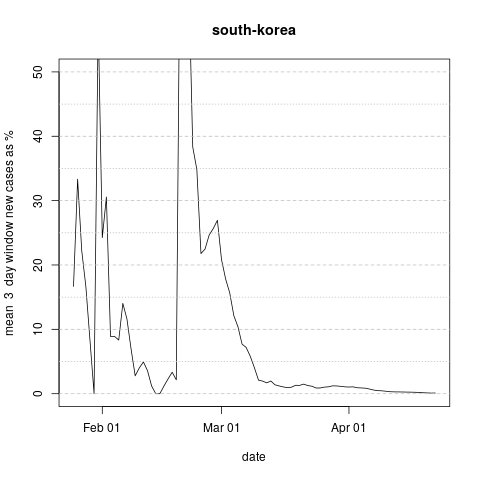 south-korea
mean 3 day window new cases as %
50
40
30
20
10
0
Feb 01
Mar 01
Apr 01
date